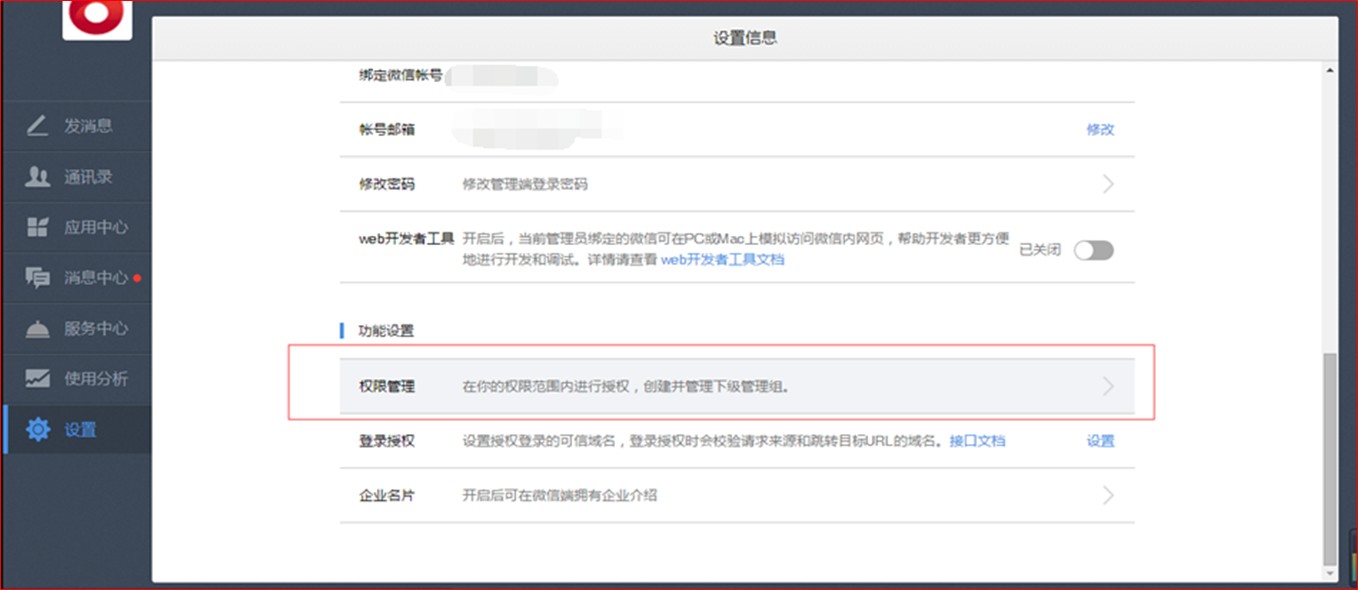 设置信息
发消息
通讯录
应用中心
消息中心
服务中心
使用分析
设置
绑定微信帐号
帐号邮箱 修改
修改密码 修改管理端登录密码
web开发者工具 开启后，当前管理员绑定的微信可在PC或Mac上模拟访问微信内网页，帮助开发者更方便 已关闭
地进行开发和调试。详情请查看 web开发者工具文档
功能设置
权限管理 在你的权限范围内进行授权，创建并管理下级管理组。
登录授权 设置授权登录的可信域名，登录授权时会校验请求来源和跳转目标URL的域名。接口文档 设置
企业名片 开启后可在微信端拥有企业介绍